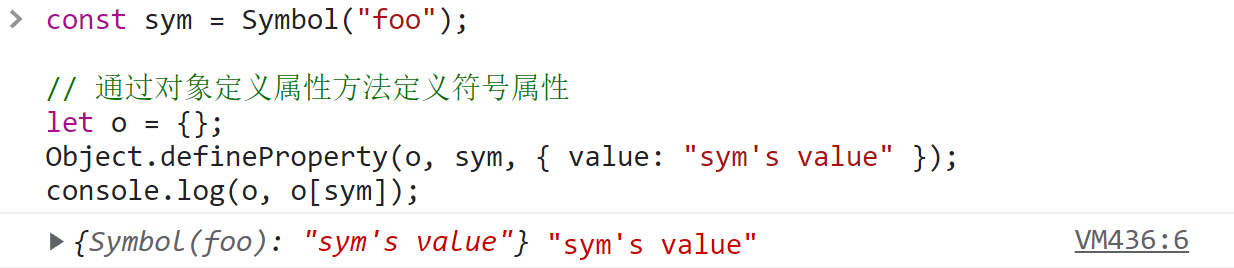 const sym = Symbol("foo");
// 通过对象定义属性方法定义符号属性
let o = {};
Object.defineProperty(o, sym, { value: "sym's value" });
console.log(o, o[sym]);
{Symbol(foo): "sym's value"} "sym's value" VM436:6